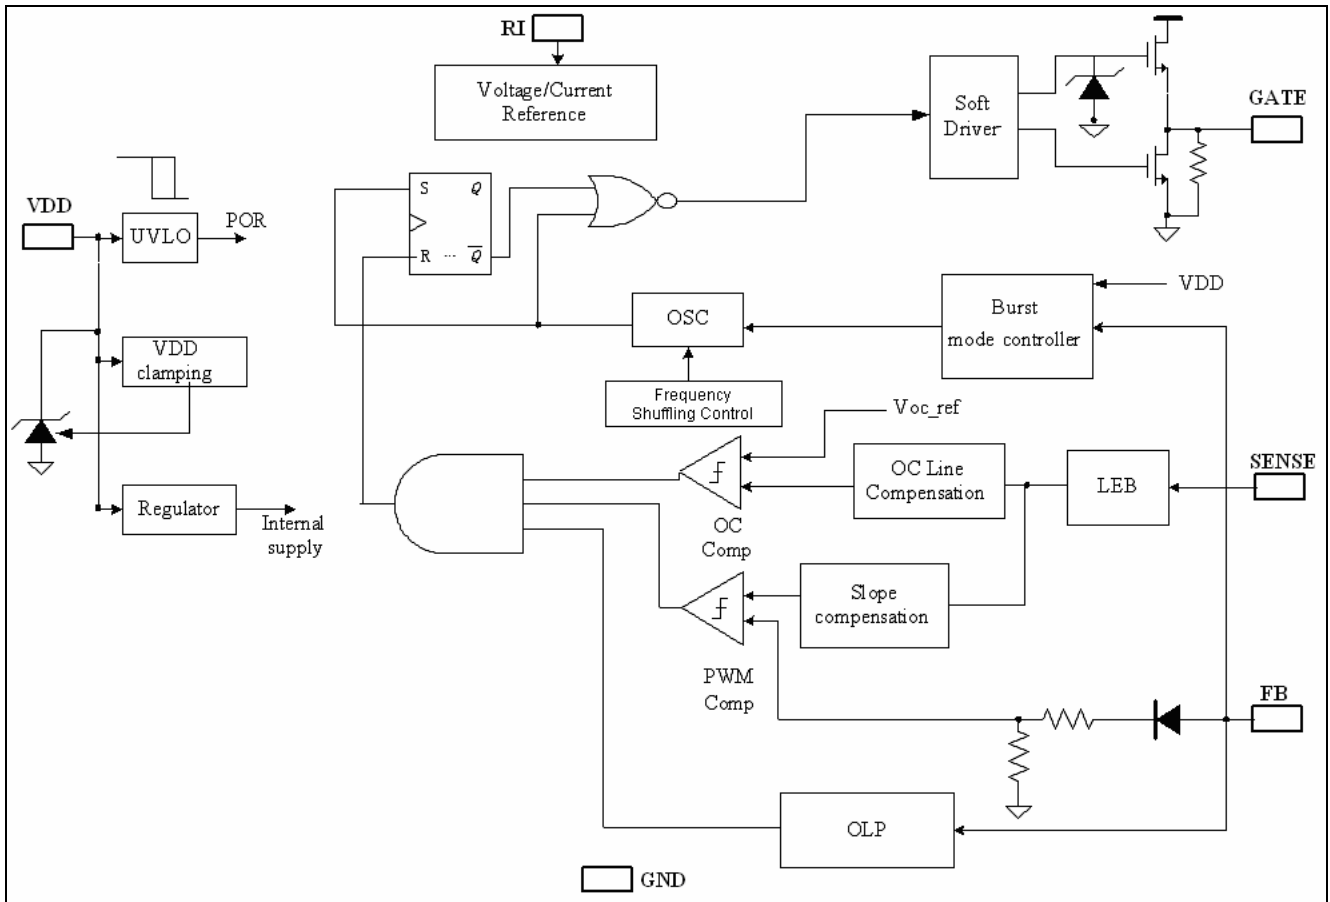 RI
Voltage/Current
Reference
Soft
Driver
GATE
VDD
UVLO
POR
S Q
R ... Q̅
OSC
Burst
mode controller
VDD
VDD
clamping
Frequency
Shuffling Control
Voc_ref
OC Line
Compensation
LEB
SENSE
Regulator
Internal
supply
OC
Comp
Slope
compensation
PWM
Comp
FB
OLP
GND